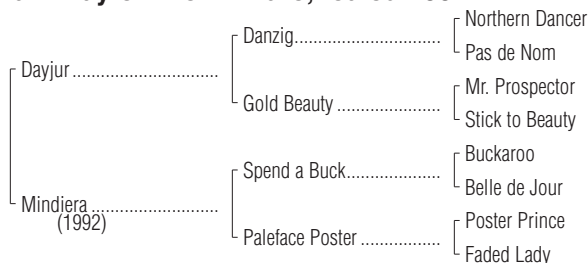 Danzig
Northern Dancer
Pas de Nom
Dayjur
Gold Beauty
Mr. Prospector
Stick to Beauty
Mindiera
(1992)
Spend a Buck
Buckaroo
Belle de Jour
Paleface Poster
Poster Prince
Faded Lady